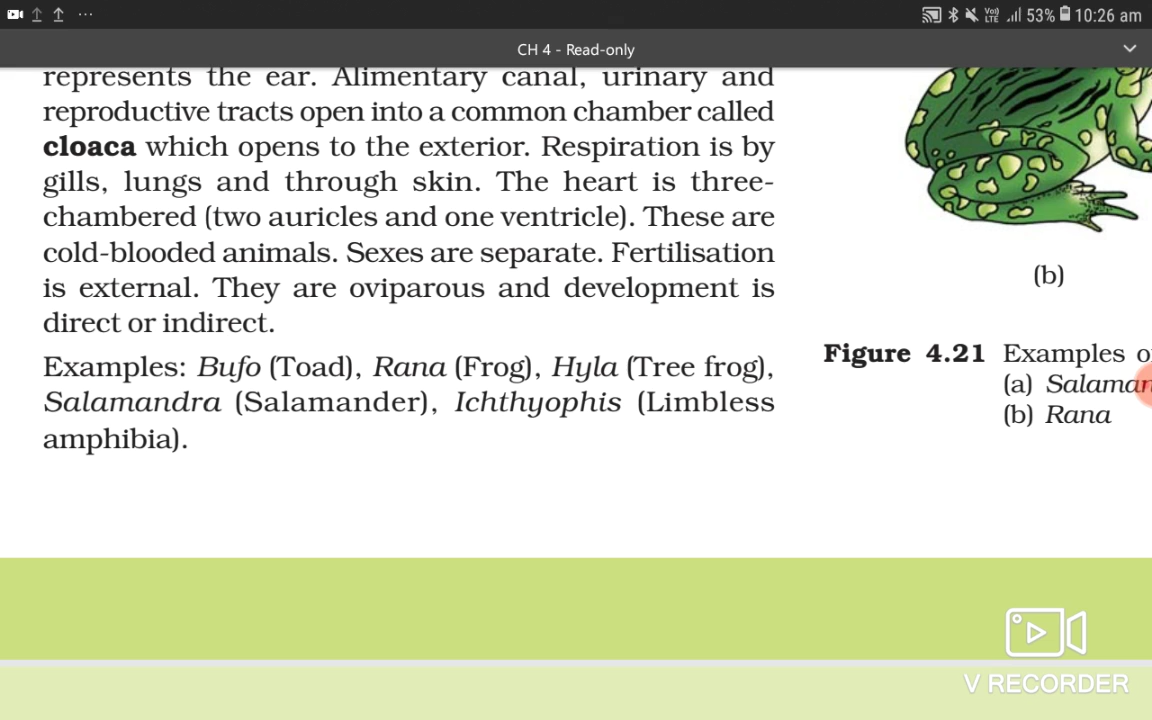 VoD LTE 53% 10:26 am
CH 4 - Read-only
represents the ear. Alimentary canal, urinary and
reproductive tracts open into a common chamber called
cloaca which opens to the exterior. Respiration is by
gills, lungs and through skin. The heart is three-
chambered (two auricles and one ventricle). These are
cold-blooded animals. Sexes are separate. Fertilisation
is external. They are oviparous and development is
direct or indirect.
Examples: Bufo (Toad), Rana (Frog), Hyla (Tree frog),
Salamandra (Salamander), Ichthyophis (Limbless
amphibia).
(b)
Figure 4.21 Examples o
(a) Salaman
(b) Rana
V RECORDER